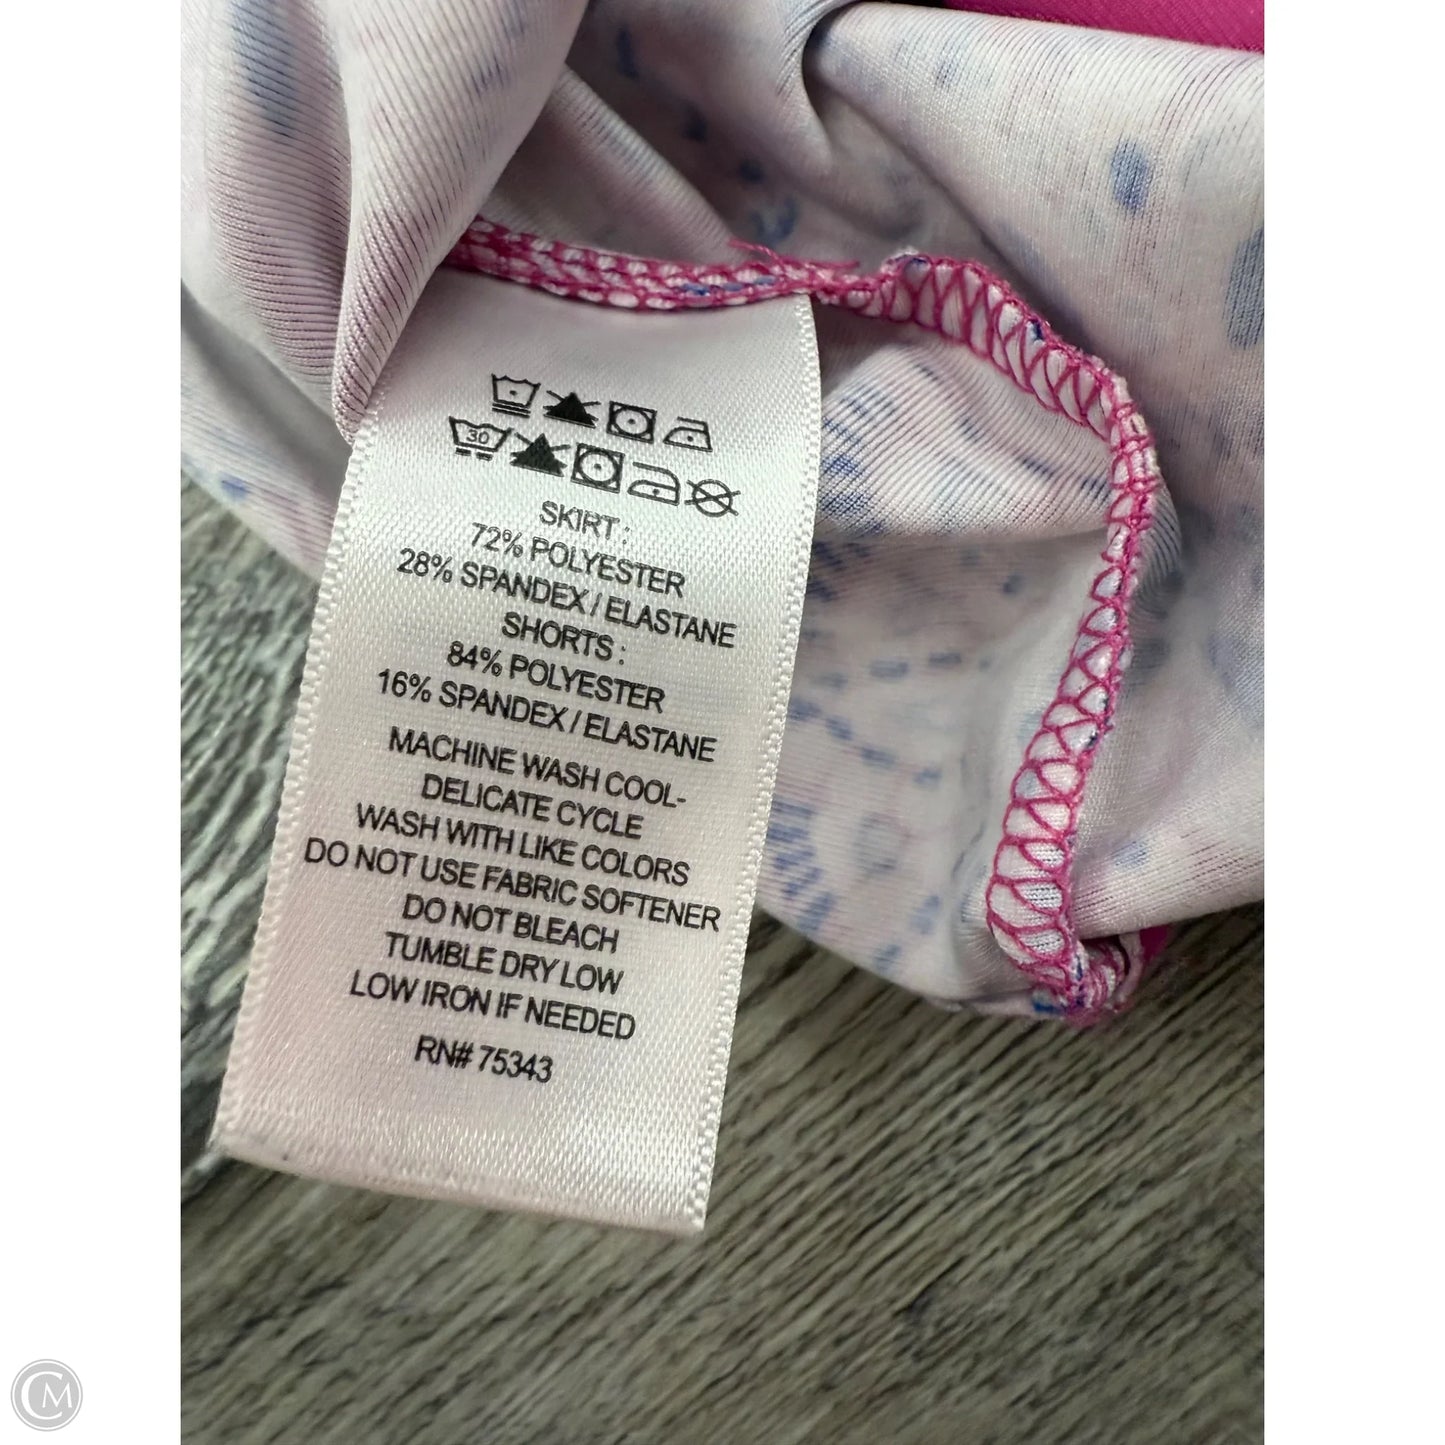 30
SKIRT :
72% POLYESTER
28% SPANDEX / ELASTANE
SHORTS :
84% POLYESTER
16% SPANDEX / ELASTANE
MACHINE WASH COOL-
DELICATE CYCLE
WASH WITH LIKE COLORS
DO NOT USE FABRIC SOFTENER
DO NOT BLEACH
TUMBLE DRY LOW
LOW IRON IF NEEDED
RN# 75343
CM